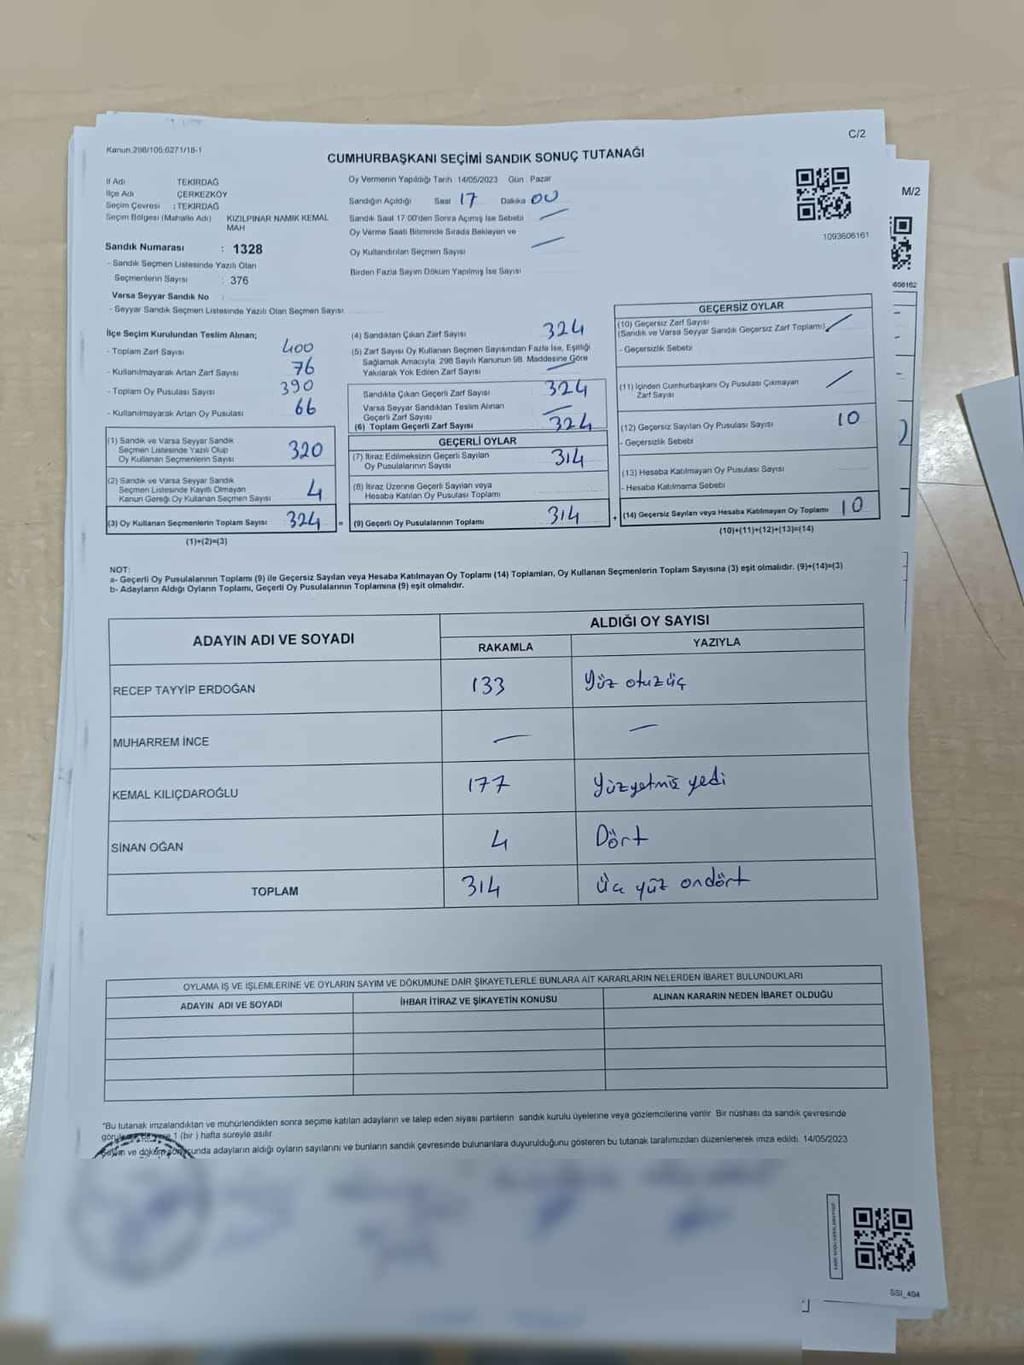 Kanun.298/105.6271/18-1
C/2
CUMHURBAŞKANI SEÇİMİ SANDIK SONUÇ TUTANAĞI
M/2
İl Adı TEKİRDAĞ
İlçe Adı ÇERKEZKÖY
Seçim Çevresi : TEKİRDAĞ
Seçim Bölgesi (Mahalle Adı) KIZILPINAR NAMIK KEMAL MAH
Sandık Numarası : 1328
- Sandık Seçmen Listesinde Yazılı Olan
Seçmenlerin Sayısı : 376
Varsa Seyyar Sandık No
- Seyyar Sandık Seçmen Listesinde Yazılı Olan Seçmen Sayısı
Oy Vermenin Yapıldığı Tarih : 14/05/2023 Gün : Pazar
Sandığın Açıldığı Saat 17 Dakika 00
Sandık Saat 17:00'den Sonra Açılmış İse Sebebi —
Oy Verme Saati Bitiminde Sırada Bekleyen ve
Oy Kullandırılan Seçmen Sayısı —
Birden Fazla Sayım Döküm Yapılmış İse Sayısı
1093606161
İlçe Seçim Kurulundan Teslim Alınan;
- Toplam Zarf Sayısı 400
- Kullanılmayarak Artan Zarf Sayısı 76
- Toplam Oy Pusulası Sayısı 390
- Kullanılmayarak Artan Oy Pusulası 66
(1) Sandık ve Varsa Seyyar Sandık
Seçmen Listesinde Yazılı Olup
Oy Kullanan Seçmenlerin Sayısı 320
(2) Sandık ve Varsa Seyyar Sandık
Seçmen Listesinde Kayıtlı Olmayan
Kanun Gereği Oy Kullanan Seçmen Sayısı 4
(3) Oy Kullanan Seçmenlerin Toplam Sayısı 324
(1)+(2)=(3)
(4) Sandıktan Çıkan Zarf Sayısı 324
(5) Zarf Sayısı Oy Kullanan Seçmen Sayısından Fazla İse, Eşitliği
Sağlamak Amacıyla, 298 Sayılı Kanunun 98. Maddesine Göre
Yakılarak Yok Edilen Zarf Sayısı —
Sandıkta Çıkan Geçerli Zarf Sayısı 324
Varsa Seyyar Sandıktan Teslim Alınan
Geçerli Zarf Sayısı —
(6) Toplam Geçerli Zarf Sayısı 324
GEÇERLİ OYLAR
(7) İtiraz Edilmeksizin Geçerli Sayılan
Oy Pusulalarının Sayısı 314
(8) İtiraz Üzerine Geçerli Sayılan veya
Hesaba Katılan Oy Pusulası Toplamı
= (9) Geçerli Oy Pusulalarının Toplamı 314
GEÇERSİZ OYLAR
(10) Geçersiz Zarf Sayısı
(Sandık ve Varsa Seyyar Sandık Geçersiz Zarf Toplamı) —
- Geçersizlik Sebebi
(11) İçinden Cumhurbaşkanı Oy Pusulası Çıkmayan
Zarf Sayısı —
(12) Geçersiz Sayılan Oy Pusulası Sayısı 10
- Geçersizlik Sebebi
(13) Hesaba Katılmayan Oy Pusulası Sayısı
- Hesaba Katılmama Sebebi
+ (14) Geçersiz Sayılan veya Hesaba Katılmayan Oy Toplamı 10
(10)+(11)+(12)+(13)=(14)
NOT:
a- Geçerli Oy Pusulalarının Toplamı (9) ile Geçersiz Sayılan veya Hesaba Katılmayan Oy Toplamı (14) Toplamları, Oy Kullanan Seçmenlerin Toplam Sayısına (3) eşit olmalıdır. (9)+(14)=(3)
b- Adayların Aldığı Oyların Toplamı, Geçerli Oy Pusulalarının Toplamına (9) eşit olmalıdır.
ADAYIN ADI VE SOYADI
ALDIĞI OY SAYISI
RAKAMLA YAZIYLA
RECEP TAYYİP ERDOĞAN 133 Yüz otuzüç
MUHARREM İNCE — —
KEMAL KILIÇDAROĞLU 177 Yüzyetmiş yedi
SİNAN OĞAN 4 Dört
TOPLAM 314 Üç yüz ondört
OYLAMA İŞ VE İŞLEMLERİNE VE OYLARIN SAYIM VE DÖKÜMÜNE DAİR ŞİKAYETLERLE BUNLARA AİT KARARLARIN NELERDEN İBARET BULUNDUKLARI
ADAYIN ADI VE SOYADI İHBAR İTİRAZ VE ŞİKAYETİN KONUSU ALINAN KARARIN NEDEN İBARET OLDUĞU
*Bu tutanak imzalandıktan ve mühürlendikten sonra seçime katılan adayların ve talep eden siyasi partilerin sandık kurulu üyelerine veya gözlemcilerine verilir. Bir nüshası da sandık çevresinde
1 (bir ) hafta süreyle asılır.
Sayım ve döküm sonucunda adayların aldığı oyların sayılarını ve bunların sandık çevresinde bulunanlara duyurulduğunu gösteren bu tutanak tarafımızdan düzenlenerek imza edildi. 14/05/2023
SSI_404